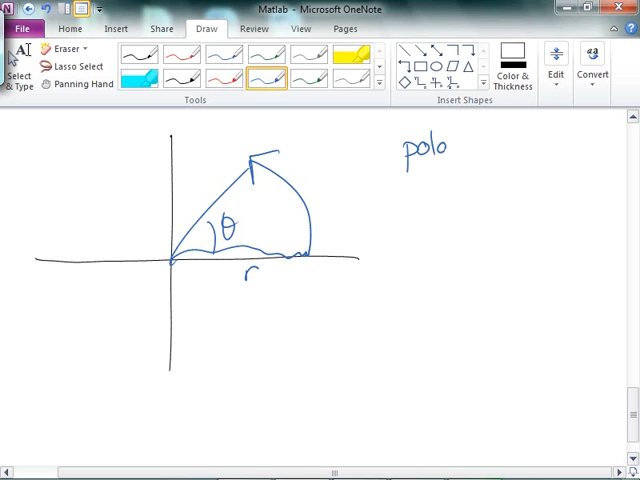 Matlab - Microsoft OneNote
File Home Insert Share Draw Review View Pages
Select & Type
Eraser
Lasso Select
Panning Hand
Color & Thickness
Edit
Convert
Tools Insert Shapes
polo
θ
r